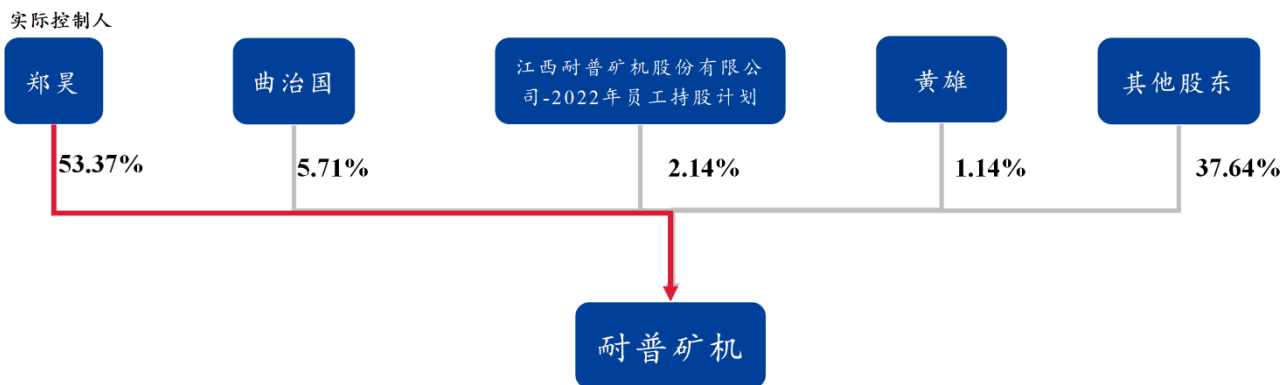 实际控制人
郑昊
曲治国
江西耐普矿机股份有限公
司-2022年员工持股计划
黄雄
其他股东
53.37%
5.71%
2.14%
1.14%
37.64%
耐普矿机